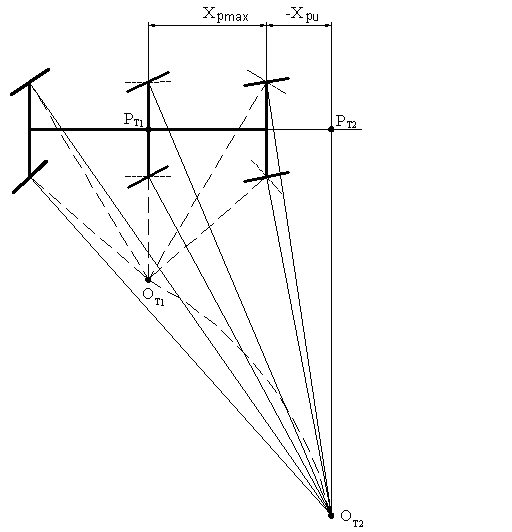 Xpmax -Xpu
PT1 PT2
OT1
OT2